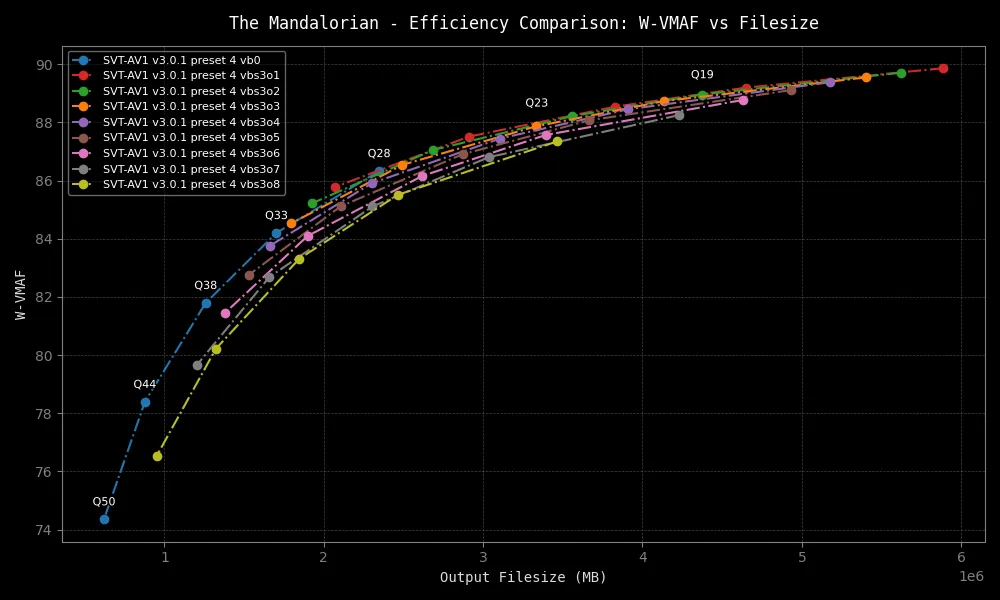 The Mandalorian - Efficiency Comparison: W-VMAF vs Filesize
SVT-AV1 v3.0.1 preset 4 vb0
SVT-AV1 v3.0.1 preset 4 vbs3o1
SVT-AV1 v3.0.1 preset 4 vbs3o2
SVT-AV1 v3.0.1 preset 4 vbs3o3
SVT-AV1 v3.0.1 preset 4 vbs3o4
SVT-AV1 v3.0.1 preset 4 vbs3o5
SVT-AV1 v3.0.1 preset 4 vbs3o6
SVT-AV1 v3.0.1 preset 4 vbs3o7
SVT-AV1 v3.0.1 preset 4 vbs3o8
Q19
Q23
Q28
Q33
Q38
Q44
Q50
W-VMAF
90
88
86
84
82
80
78
76
74
1 2 3 4 5 6
1e6
Output Filesize (MB)